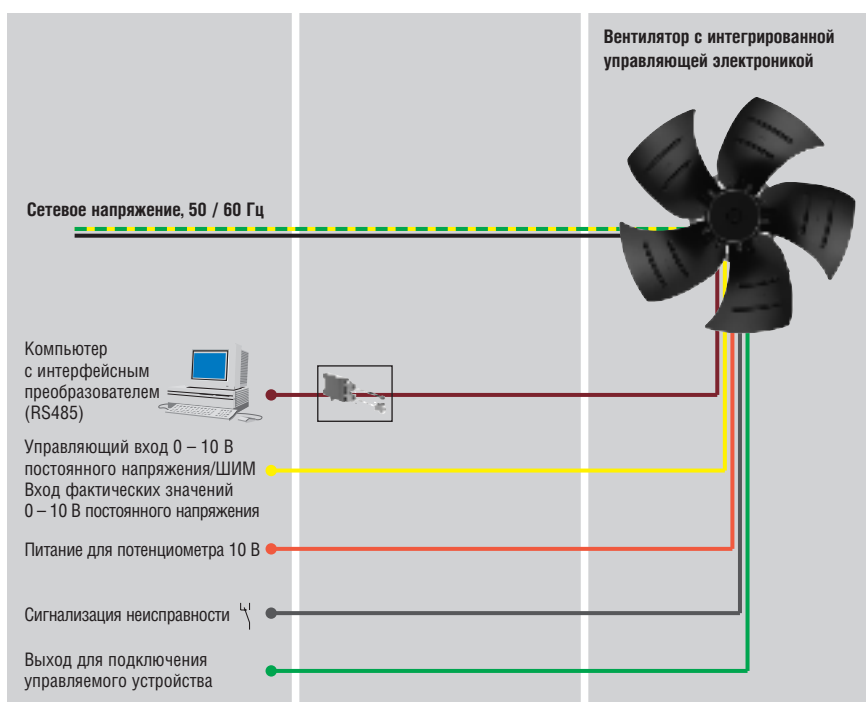 Вентилятор с интегрированной
управляющей электроникой
Сетевое напряжение, 50 / 60 Гц
Компьютер
с интерфейсным
преобразователем
(RS485)
Управляющий вход 0 – 10 В
постоянного напряжения/ШИМ
Вход фактических значений
0 – 10 В постоянного напряжения
Питание для потенциометра 10 В
Сигнализация неисправности
Выход для подключения
управляемого устройства